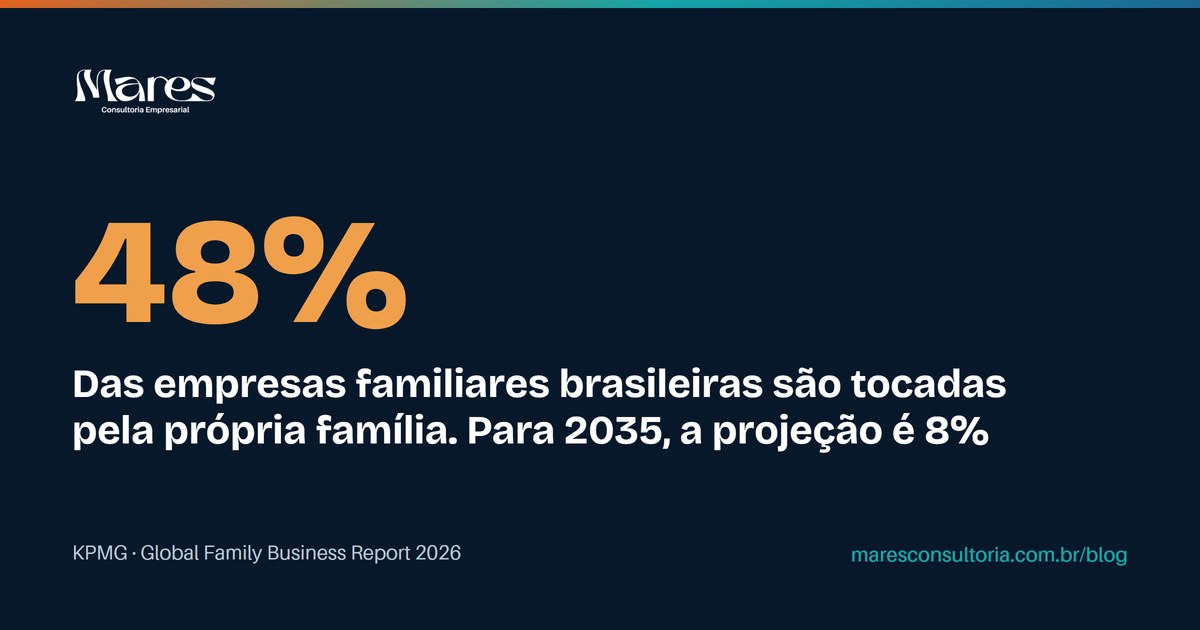 Mares
Consultoria Empresarial
48%
Das empresas familiares brasileiras são tocadas
pela própria família. Para 2035, a projeção é 8%
KPMG · Global Family Business Report 2026
maresconsultoria.com.br/blog